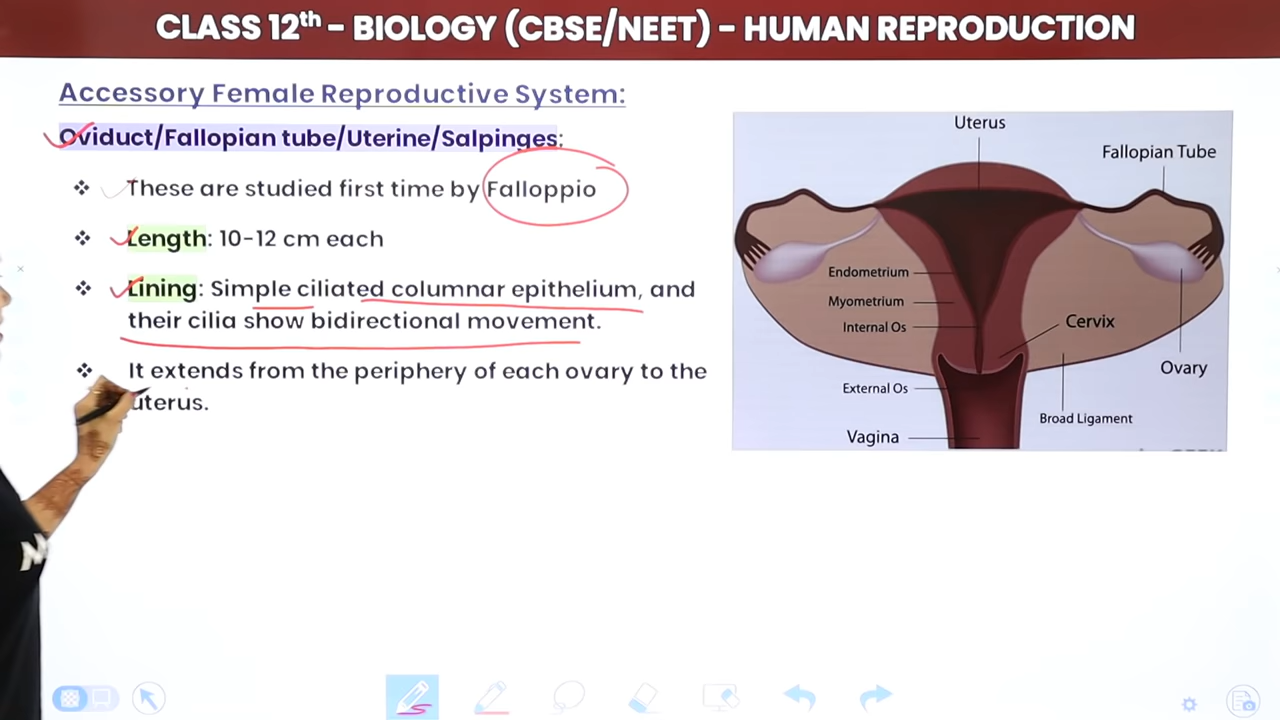 CLASS 12th - BIOLOGY (CBSE/NEET) - HUMAN REPRODUCTION
Accessory Female Reproductive System:
Oviduct/Fallopian tube/Uterine/Salpinges:
❖ These are studied first time by Falloppio
❖ Length: 10-12 cm each
❖ Lining: Simple ciliated columnar epithelium, and
their cilia show bidirectional movement.
❖ It extends from the periphery of each ovary to the
uterus.
Uterus
Fallopian Tube
Endometrium
Myometrium
Internal Os
Cervix
Ovary
External Os
Broad Ligament
Vagina